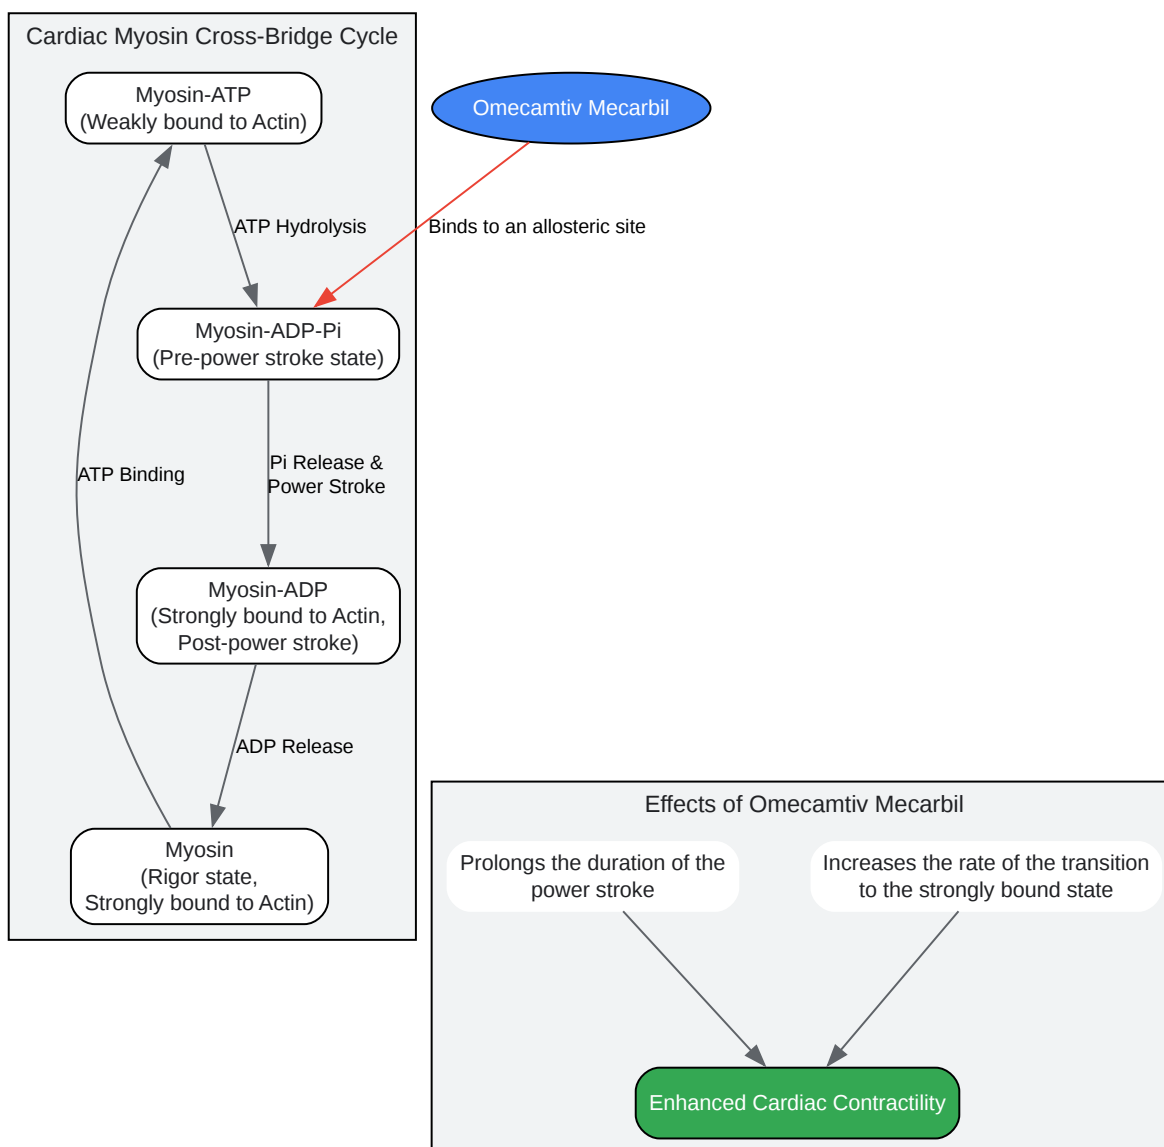 Cardiac Myosin Cross-Bridge Cycle
Myosin-ATP
(Weakly bound to Actin)
Omecamtiv Mecarbil
ATP Hydrolysis
Binds to an allosteric site
Myosin-ADP-Pi
(Pre-power stroke state)
ATP Binding
Pi Release &
Power Stroke
Myosin-ADP
(Strongly bound to Actin,
Post-power stroke)
ADP Release
Myosin
(Rigor state,
Strongly bound to Actin)
Effects of Omecamtiv Mecarbil
Prolongs the duration of the
power stroke
Increases the rate of the transition
to the strongly bound state
Enhanced Cardiac Contractility